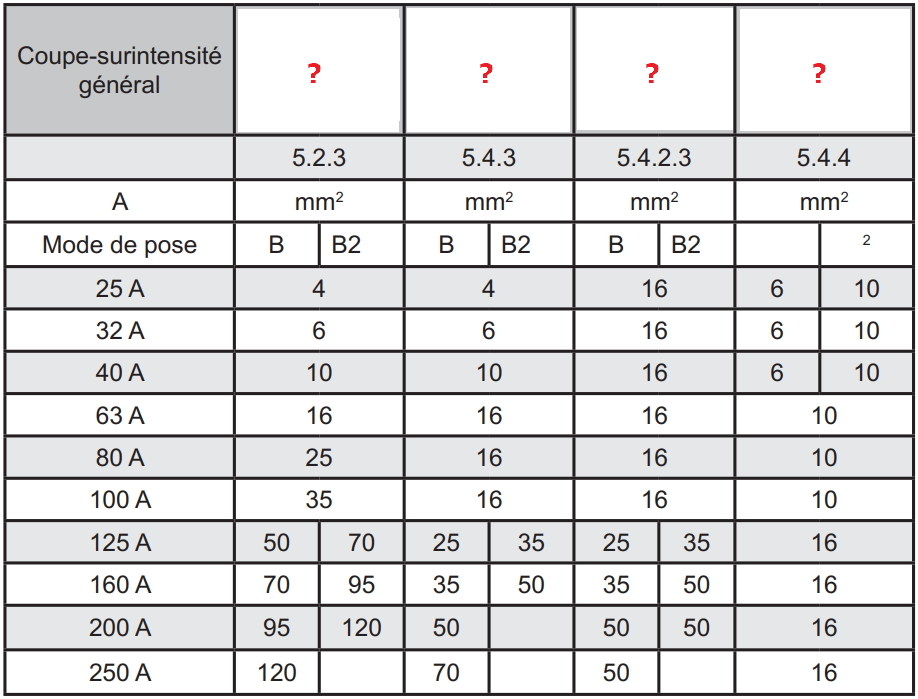 Coupe-surintensité
général
? ? ? ?
5.2.3 5.4.3 5.4.2.3 5.4.4
A mm² mm² mm² mm²
Mode de pose B B2 B B2 B B2 ²
25 A 4 4 16 6 10
32 A 6 6 16 6 10
40 A 10 10 16 6 10
63 A 16 16 16 10
80 A 25 16 16 10
100 A 35 16 16 10
125 A 50 70 25 35 25 35 16
160 A 70 95 35 50 35 50 16
200 A 95 120 50 50 50 16
250 A 120 70 50 16